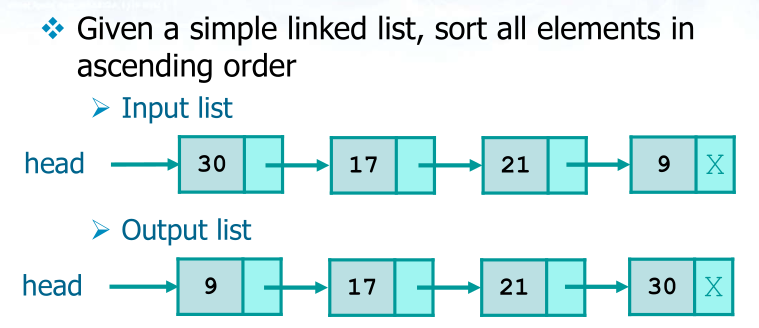 Given a simple linked list, sort all elements in
ascending order
Input list
head 30 17 21 9 X
Output list
head 9 17 21 30 X